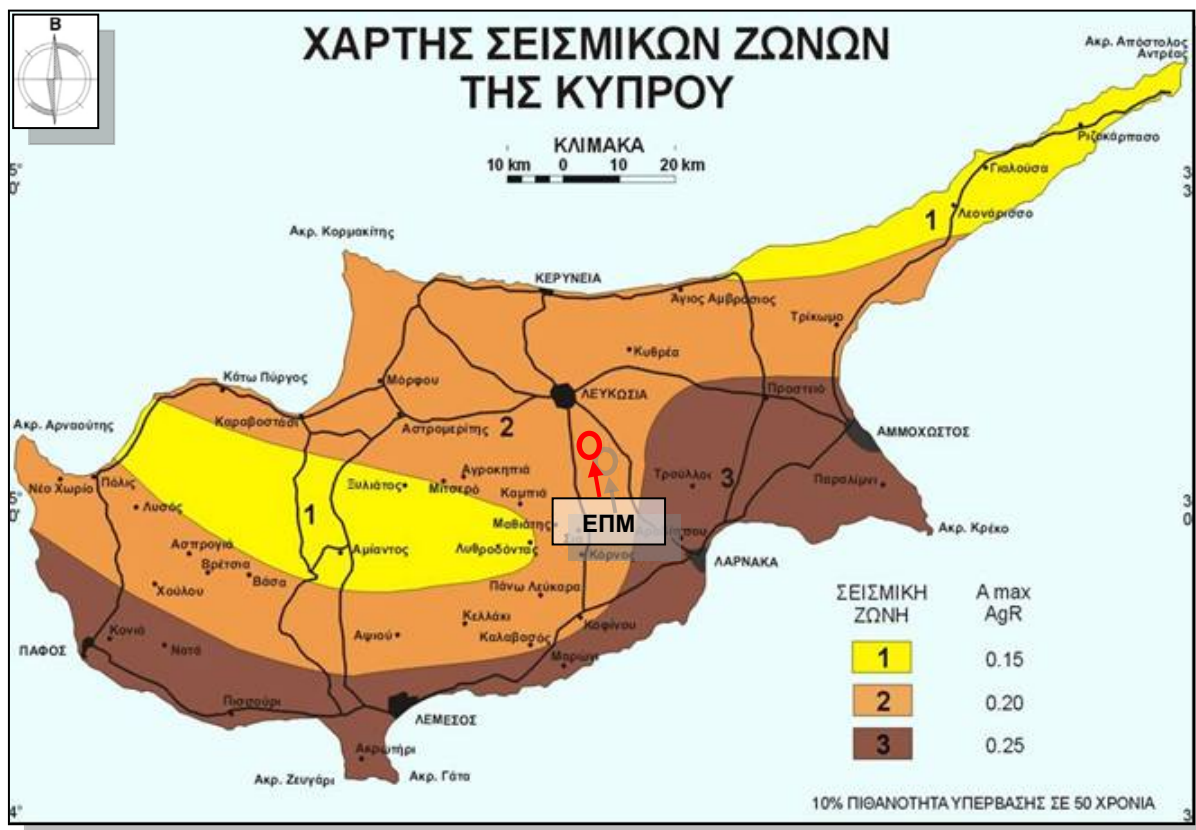 Β
ΧΑΡΤΗΣ ΣΕΙΣΜΙΚΩΝ ΖΩΝΩΝ
ΤΗΣ ΚΥΠΡΟΥ
ΚΛΙΜΑΚΑ
10 km 0 10 20 km
Ακρ. Απόστολος
Αντρέας
Ριζοκάρπασο
Γιαλούσα
Λεονάρισσο
1
Ακρ. Κορμακίτης
ΚΕΡΥΝΕΙΑ
Άγιος Αμβρόσιος
Τρίκωμο
Κυθρέα
Κάτω Πύργος
Μόρφου
ΛΕΥΚΩΣΙΑ
Προστειό
Καραβοστάσι
Αστρομερίτης
2
ΑΜΜΟΧΩΣΤΟΣ
Ακρ. Αρναούτης
Νέο Χωρίο
Πόλις
Λυσός
Ξυλιάτος
Αγροκηπιά
Μιτσερό
Καμπιά
Τρούλλοι
3
Παραλίμνι
1
Μαθιάτης
ΕΠΜ
Ακρ. Κρέκο
Ασπρογιά
Βρέτσια
Βάσα
Αμίαντος
Λυθροδόντας
Κόρνος
ΛΑΡΝΑΚΑ
Χούλου
Πάνω Λεύκαρα
Κελλάκι
Κοφίνου
Κονιά
Νατά
Αψιού
Καλαβασός
Μαρώνι
ΠΑΦΟΣ
Πισσούρι
ΛΕΜΕΣΟΣ
Ακρωτήρι
Ακρ. Ζευγάρι
Ακρ. Γάτα
ΣΕΙΣΜΙΚΗ
ΖΩΝΗ
A max
AgR
1 0.15
2 0.20
3 0.25
10% ΠΙΘΑΝΟΤΗΤΑ ΥΠΕΡΒΑΣΗΣ ΣΕ 50 ΧΡΟΝΙΑ